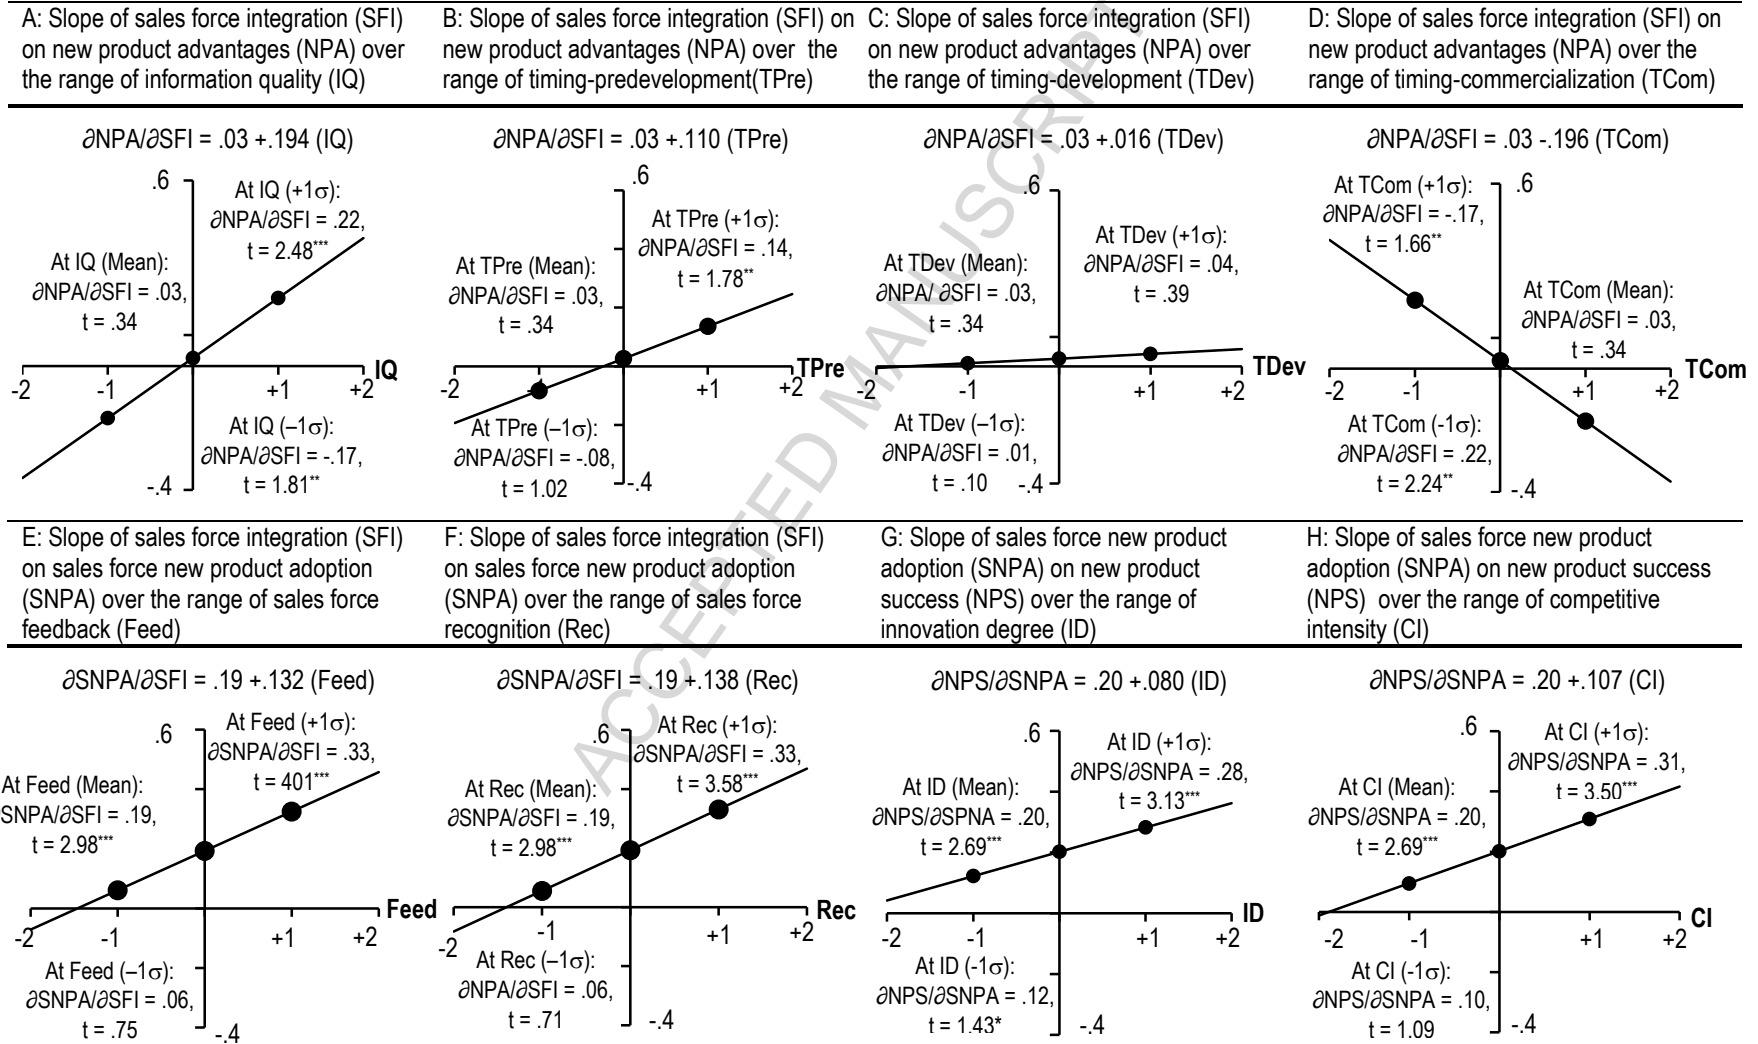 A: Slope of sales force integration (SFI)
on new product advantages (NPA) over
the range of information quality (IQ)
∂NPA/∂SFI = .03 +.194 (IQ)
.6
At IQ (+1σ):
∂NPA/∂SFI = .22,
t = 2.48***
At IQ (Mean):
∂NPA/∂SFI = .03,
t = .34
IQ
-2
-1
+1
+2
At IQ (–1σ):
∂NPA/∂SFI = -.17,
t = 1.81**
-.4
B: Slope of sales force integration (SFI) on
new product advantages (NPA) over the
range of timing-predevelopment(TPre)
∂NPA/∂SFI = .03 +.110 (TPre)
.6
At TPre (+1σ):
∂NPA/∂SFI = .14,
t = 1.78**
At TPre (Mean):
∂NPA/∂SFI = .03,
t = .34
TPre
-2
-1
+1
+2
At TPre (–1σ):
∂NPA/∂SFI = -.08,
t = 1.02
-.4
C: Slope of sales force integration (SFI)
on new product advantages (NPA) over
the range of timing-development (TDev)
∂NPA/∂SFI = .03 +.016 (TDev)
.6
At TDev (+1σ):
∂NPA/∂SFI = .04,
t = .39
At TDev (Mean):
∂NPA/ ∂SFI = .03,
t = .34
TDev
-2
-1
+1
+2
At TDev (–1σ):
∂NPA/∂SFI = .01,
t = .10
-.4
D: Slope of sales force integration (SFI) on
new product advantages (NPA) over the
range of timing-commercialization (TCom)
∂NPA/∂SFI = .03 -.196 (TCom)
At TCom (+1σ):
∂NPA/∂SFI = -.17,
t = 1.66**
.6
At TCom (Mean):
∂NPA/∂SFI = .03,
t = .34
TCom
-2
-1
+1
+2
At TCom (-1σ):
∂NPA/∂SFI = .22,
t = 2.24**
-.4
E: Slope of sales force integration (SFI)
on sales force new product adoption
(SNPA) over the range of sales force
feedback (Feed)
∂SNPA/∂SFI = .19 +.132 (Feed)
.6
At Feed (+1σ):
∂SNPA/∂SFI = .33,
t = 401***
At Feed (Mean):
∂SNPA/∂SFI = .19,
t = 2.98***
Feed
-2
-1
+1
+2
At Feed (–1σ):
∂SNPA/∂SFI = .06,
t = .75
-.4
F: Slope of sales force integration (SFI)
on sales force new product adoption
(SNPA) over the range of sales force
recognition (Rec)
∂SNPA/∂SFI = .19 +.138 (Rec)
.6
At Rec (+1σ):
∂SNPA/∂SFI = .33,
t = 3.58***
At Rec (Mean):
∂SNPA/∂SFI = .19,
t = 2.98***
Rec
-2
-1
+1
+2
At Rec (–1σ):
∂NPA/∂SFI = .06,
t = .71
-.4
G: Slope of sales force new product
adoption (SNPA) on new product
success (NPS) over the range of
innovation degree (ID)
∂NPS/∂SNPA = .20 +.080 (ID)
.6
At ID (+1σ):
∂NPS/∂SNPA = .28,
t = 3.13***
At ID (Mean):
∂NPS/∂SPNA = .20,
t = 2.69***
ID
-2
-1
+1
+2
At ID (-1σ):
∂NPS/∂SNPA = .12,
t = 1.43*
-.4
H: Slope of sales force new product
adoption (SNPA) on new product success
(NPS) over the range of competitive
intensity (CI)
∂NPS/∂SNPA = .20 +.107 (CI)
.6
At CI (+1σ):
∂NPS/∂SNPA = .31,
t = 3.50***
At CI (Mean):
∂NPS/∂SNPA = .20,
t = 2.69***
CI
-2
-1
+1
+2
At CI (-1σ):
∂NPS/∂SNPA = .10,
t = 1.09
-.4
ACCEPTED MANUSCRIPT